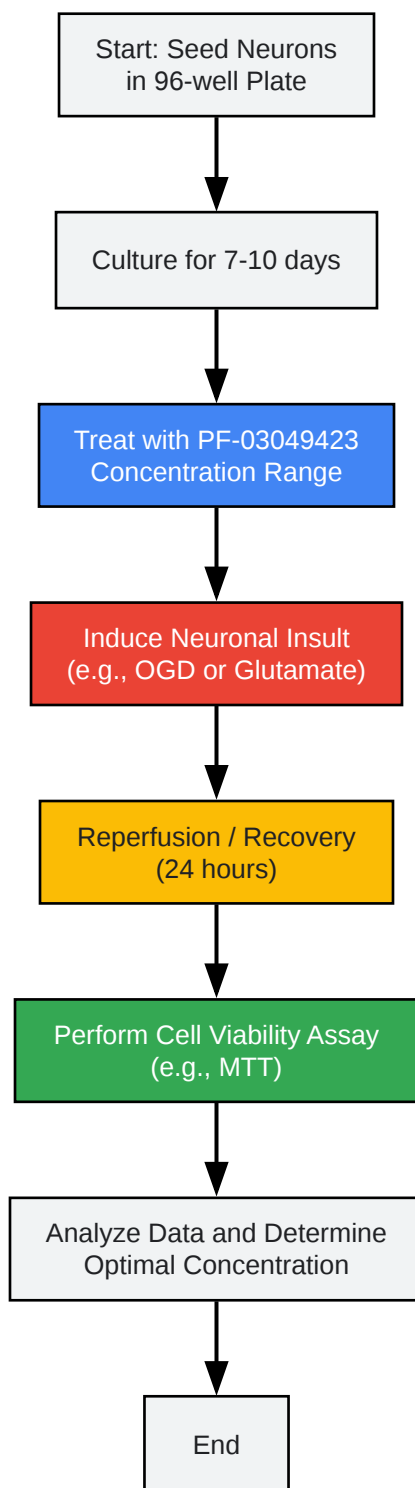 Start: Seed Neurons
in 96-well Plate
Culture for 7-10 days
Treat with PF-03049423
Concentration Range
Induce Neuronal Insult
(e.g., OGD or Glutamate)
Reperfusion / Recovery
(24 hours)
Perform Cell Viability Assay
(e.g., MTT)
Analyze Data and Determine
Optimal Concentration
End